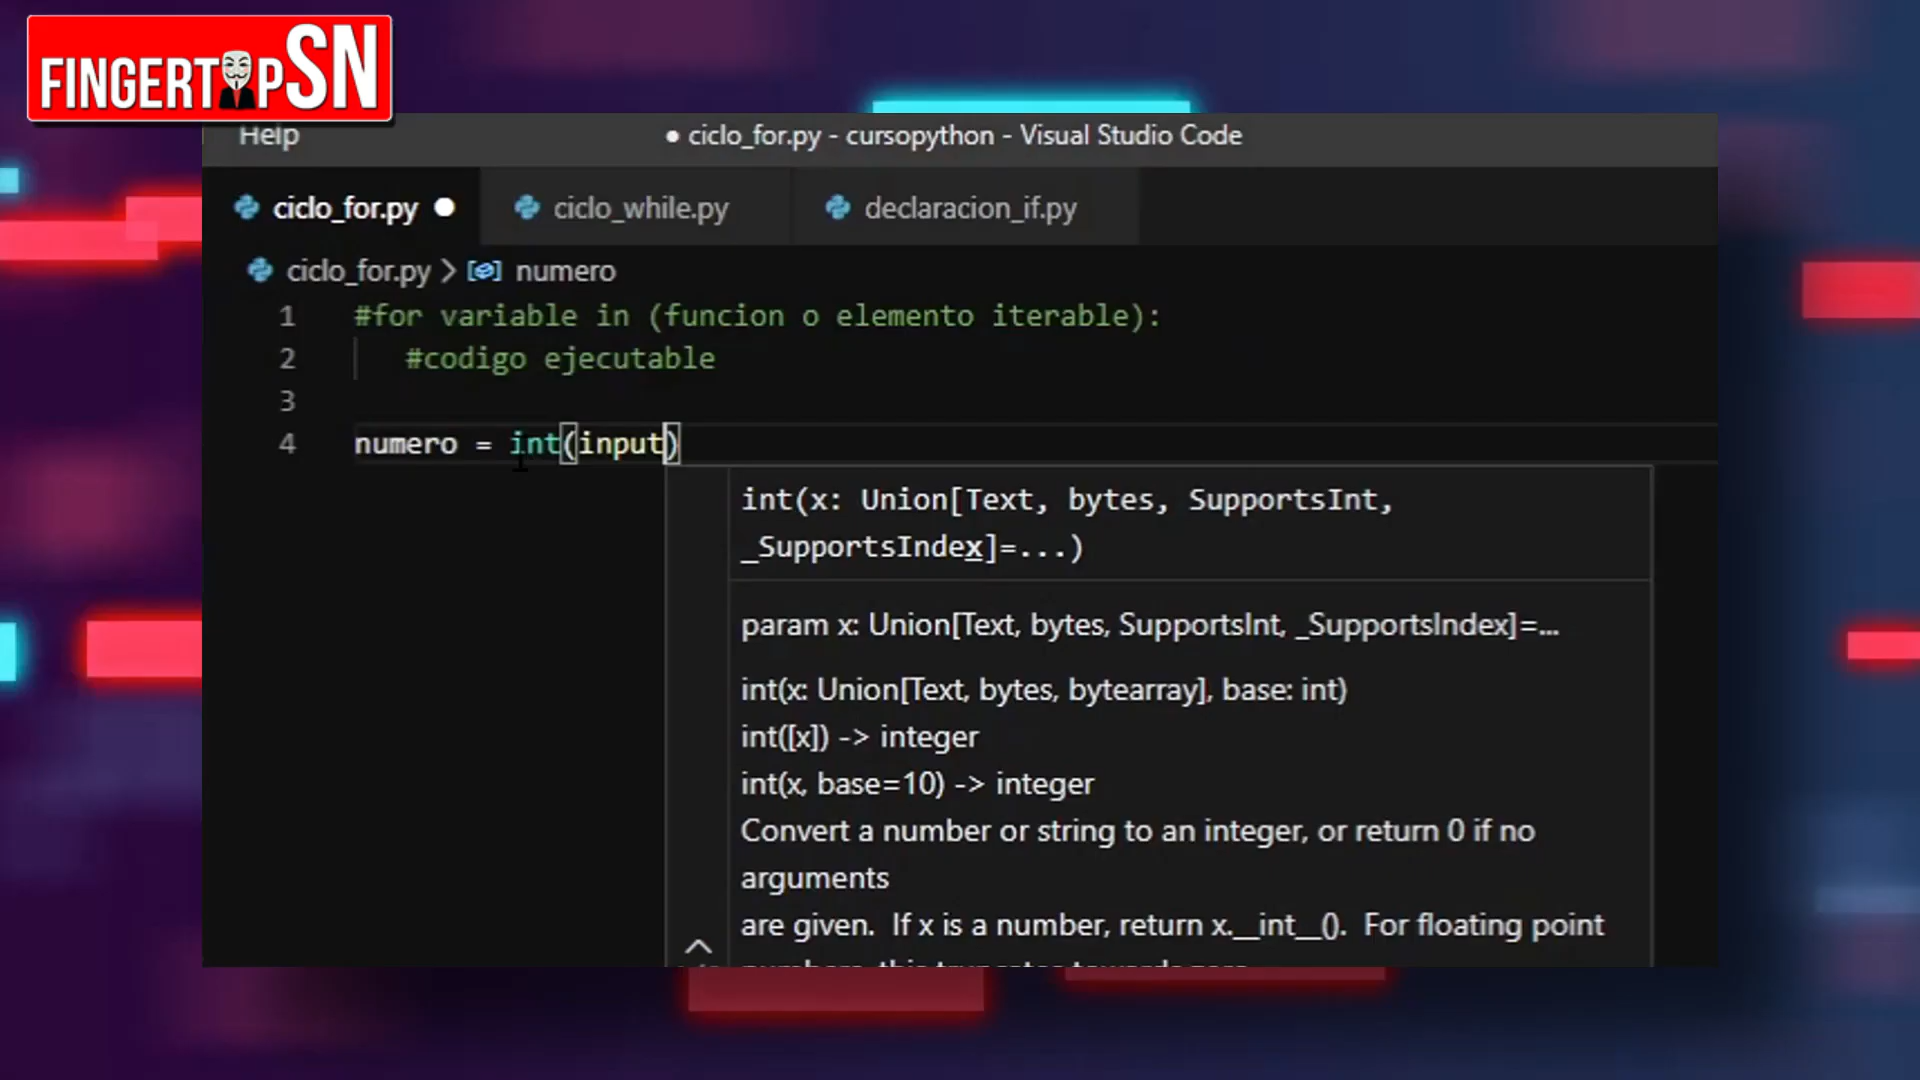 FINGERTIPSN
Help
● ciclo_for.py - cursopython - Visual Studio Code
ciclo_for.py ●
ciclo_while.py
declaracion_if.py
ciclo_for.py > numero
1 #for variable in (funcion o elemento iterable):
2 #codigo ejecutable
3
4 numero = int(input)
int(x: Union[Text, bytes, SupportsInt,
_SupportsIndex]=...)
param x: Union[Text, bytes, SupportsInt, _SupportsIndex]=...
int(x: Union[Text, bytes, bytearray], base: int)
int([x]) -> integer
int(x, base=10) -> integer
Convert a number or string to an integer, or return 0 if no
arguments
are given. If x is a number, return x.__int__(). For floating point